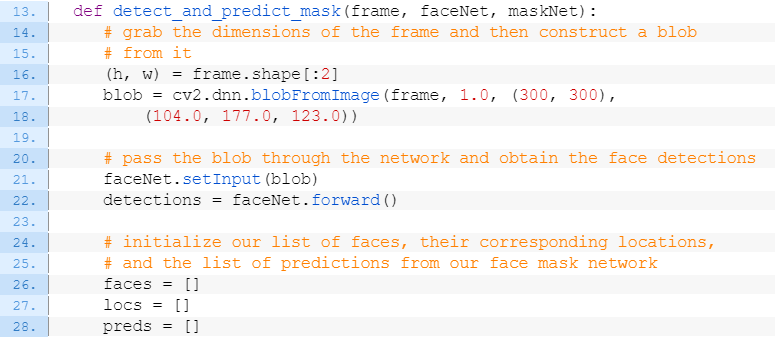 13. def detect_and_predict_mask(frame, faceNet, maskNet):
14. # grab the dimensions of the frame and then construct a blob
15. # from it
16. (h, w) = frame.shape[:2]
17. blob = cv2.dnn.blobFromImage(frame, 1.0, (300, 300),
18. (104.0, 177.0, 123.0))
19.
20. # pass the blob through the network and obtain the face detections
21. faceNet.setInput(blob)
22. detections = faceNet.forward()
23.
24. # initialize our list of faces, their corresponding locations,
25. # and the list of predictions from our face mask network
26. faces = []
27. locs = []
28. preds = []